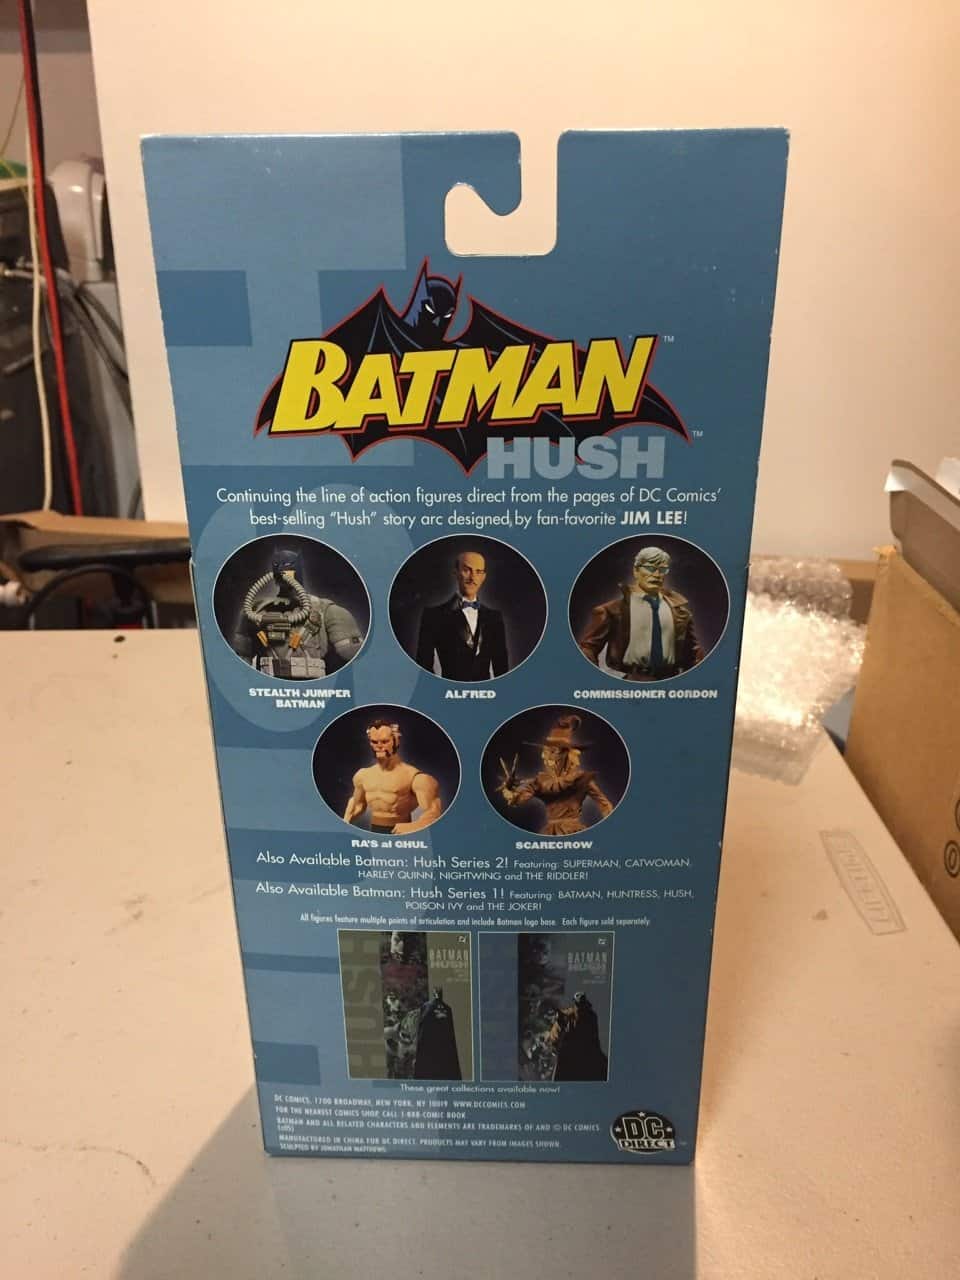 BATMAN ™
HUSH ™
Continuing the line of action figures direct from the pages of DC Comics'
best-selling "Hush" story arc designed by fan-favorite JIM LEE!
STEALTH JUMPER
BATMAN
ALFRED
COMMISSIONER GORDON
RA'S al GHUL
SCARECROW
Also Available Batman: Hush Series 2! Featuring: SUPERMAN, CATWOMAN,
HARLEY QUINN, NIGHTWING and THE RIDDLER!
Also Available Batman: Hush Series 1! Featuring: BATMAN, HUNTRESS, HUSH,
POISON IVY and THE JOKER!
All figures feature multiple points of articulation and include Batman logo base. Each figure sold separately.
BATMAN
HUSH
BATMAN
HUSH
These great collections available now!
DC COMICS, 1700 BROADWAY, NEW YORK, NY 10019 WWW.DCCOMICS.COM
FOR THE NEAREST COMICS SHOP CALL 1-888-COMIC BOOK
BATMAN AND ALL RELATED CHARACTERS AND ELEMENTS ARE TRADEMARKS OF AND © DC COMICS.
MANUFACTURED IN CHINA FOR DC DIRECT. PRODUCTS MAY VARY FROM IMAGES SHOWN.
SCULPTED BY JONATHAN MATTHEWS
DC
DIRECT
LIFETIME